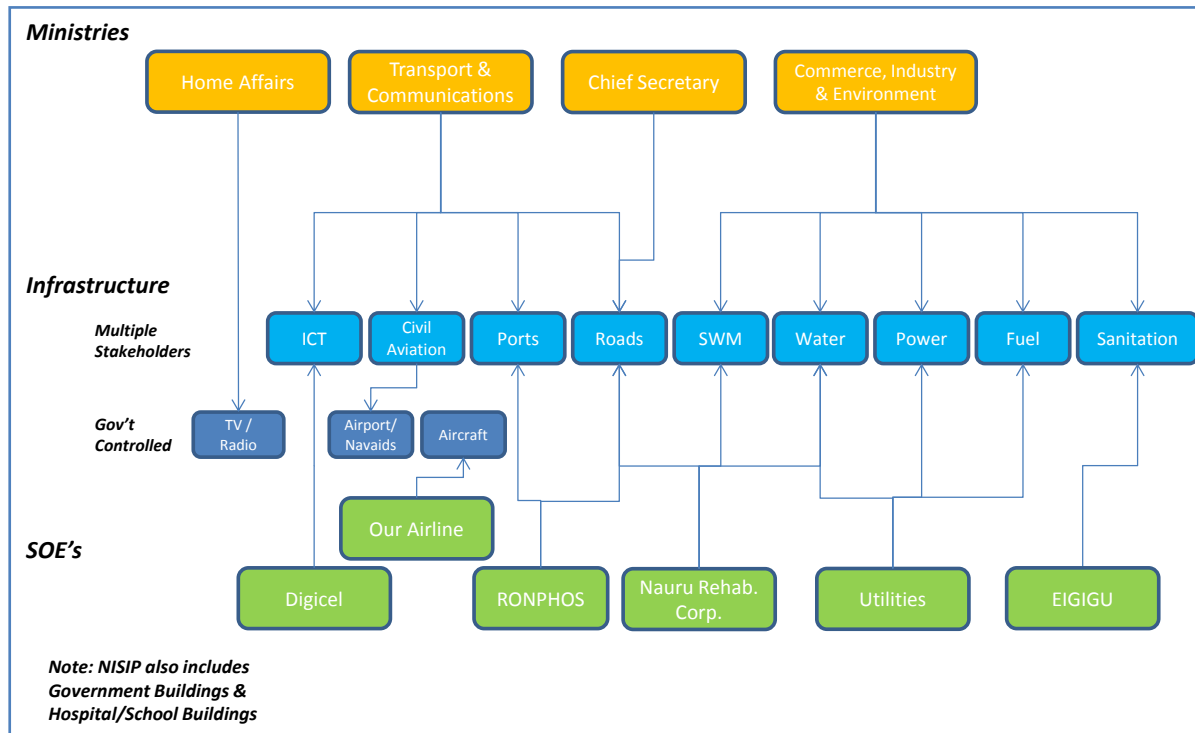 Ministries
Home Affairs
Transport &
Communications
Chief Secretary
Commerce, Industry
& Environment
Infrastructure
Multiple
Stakeholders
ICT
Civil
Aviation
Ports
Roads
SWM
Water
Power
Fuel
Sanitation
Gov't
Controlled
TV /
Radio
Airport/
Navaids
Aircraft
Our Airline
SOE's
Digicel
RONPHOS
Nauru Rehab.
Corp.
Utilities
EIGIGU
Note: NISIP also includes
Government Buildings &
Hospital/School Buildings